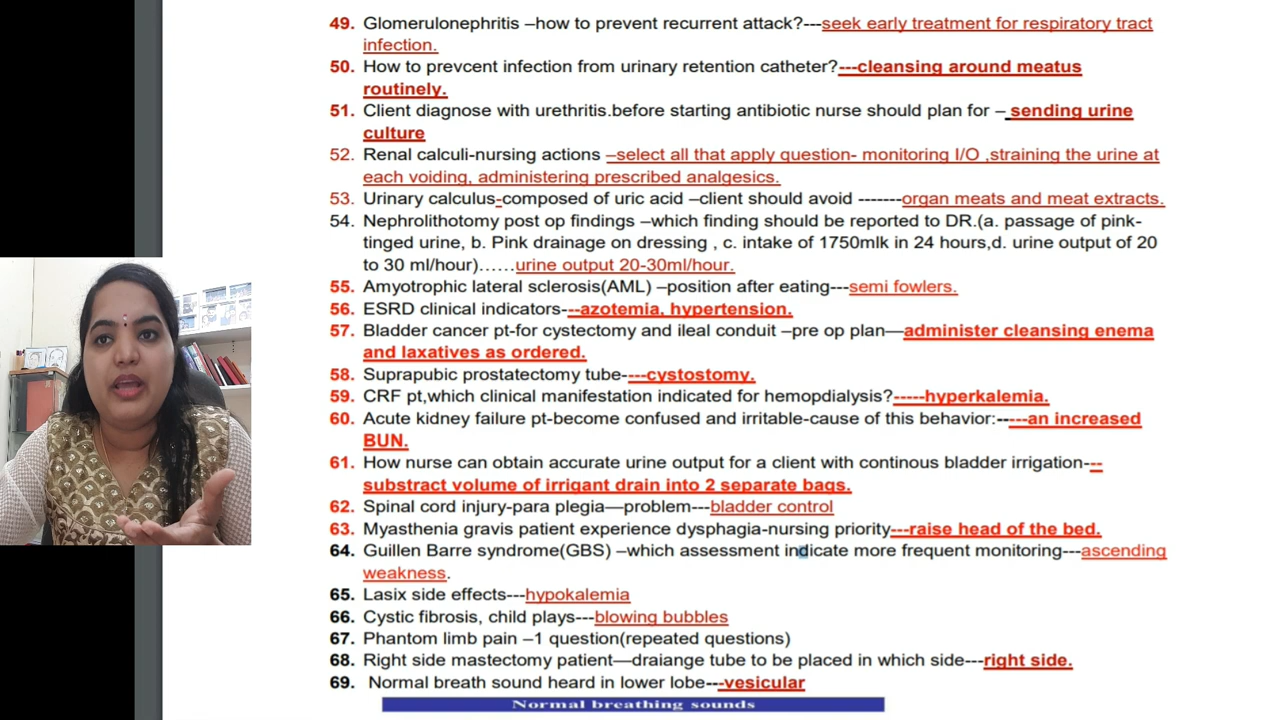 49. Glomerulonephritis –how to prevent recurrent attack?---seek early treatment for respiratory tract
infection.
50. How to prevcent infection from urinary retention catheter?---cleansing around meatus
routinely.
51. Client diagnose with urethritis.before starting antibiotic nurse should plan for – sending urine
culture
52. Renal calculi-nursing actions –select all that apply question- monitoring I/O ,straining the urine at
each voiding, administering prescribed analgesics.
53. Urinary calculus-composed of uric acid –client should avoid -------organ meats and meat extracts.
54. Nephrolithotomy post op findings –which finding should be reported to DR.(a. passage of pink-
tinged urine, b. Pink drainage on dressing , c. intake of 1750mlk in 24 hours,d. urine output of 20
to 30 ml/hour)……urine output 20-30ml/hour.
55. Amyotrophic lateral sclerosis(AML) –position after eating---semi fowlers.
56. ESRD clinical indicators---azotemia, hypertension.
57. Bladder cancer pt-for cystectomy and ileal conduit –pre op plan—administer cleansing enema
and laxatives as ordered.
58. Suprapubic prostatectomy tube----cystostomy.
59. CRF pt,which clinical manifestation indicated for hemopdialysis?-----hyperkalemia.
60. Acute kidney failure pt-become confused and irritable-cause of this behavior:-----an increased
BUN.
61. How nurse can obtain accurate urine output for a client with continous bladder irrigation---
substract volume of irrigant drain into 2 separate bags.
62. Spinal cord injury-para plegia—problem---bladder control
63. Myasthenia gravis patient experience dysphagia-nursing priority---raise head of the bed.
64. Guillen Barre syndrome(GBS) –which assessment indicate more frequent monitoring---ascending
weakness.
65. Lasix side effects---hypokalemia
66. Cystic fibrosis, child plays---blowing bubbles
67. Phantom limb pain –1 question(repeated questions)
68. Right side mastectomy patient—draiange tube to be placed in which side---right side.
69. Normal breath sound heard in lower lobe---vesicular
Normal breathing sounds